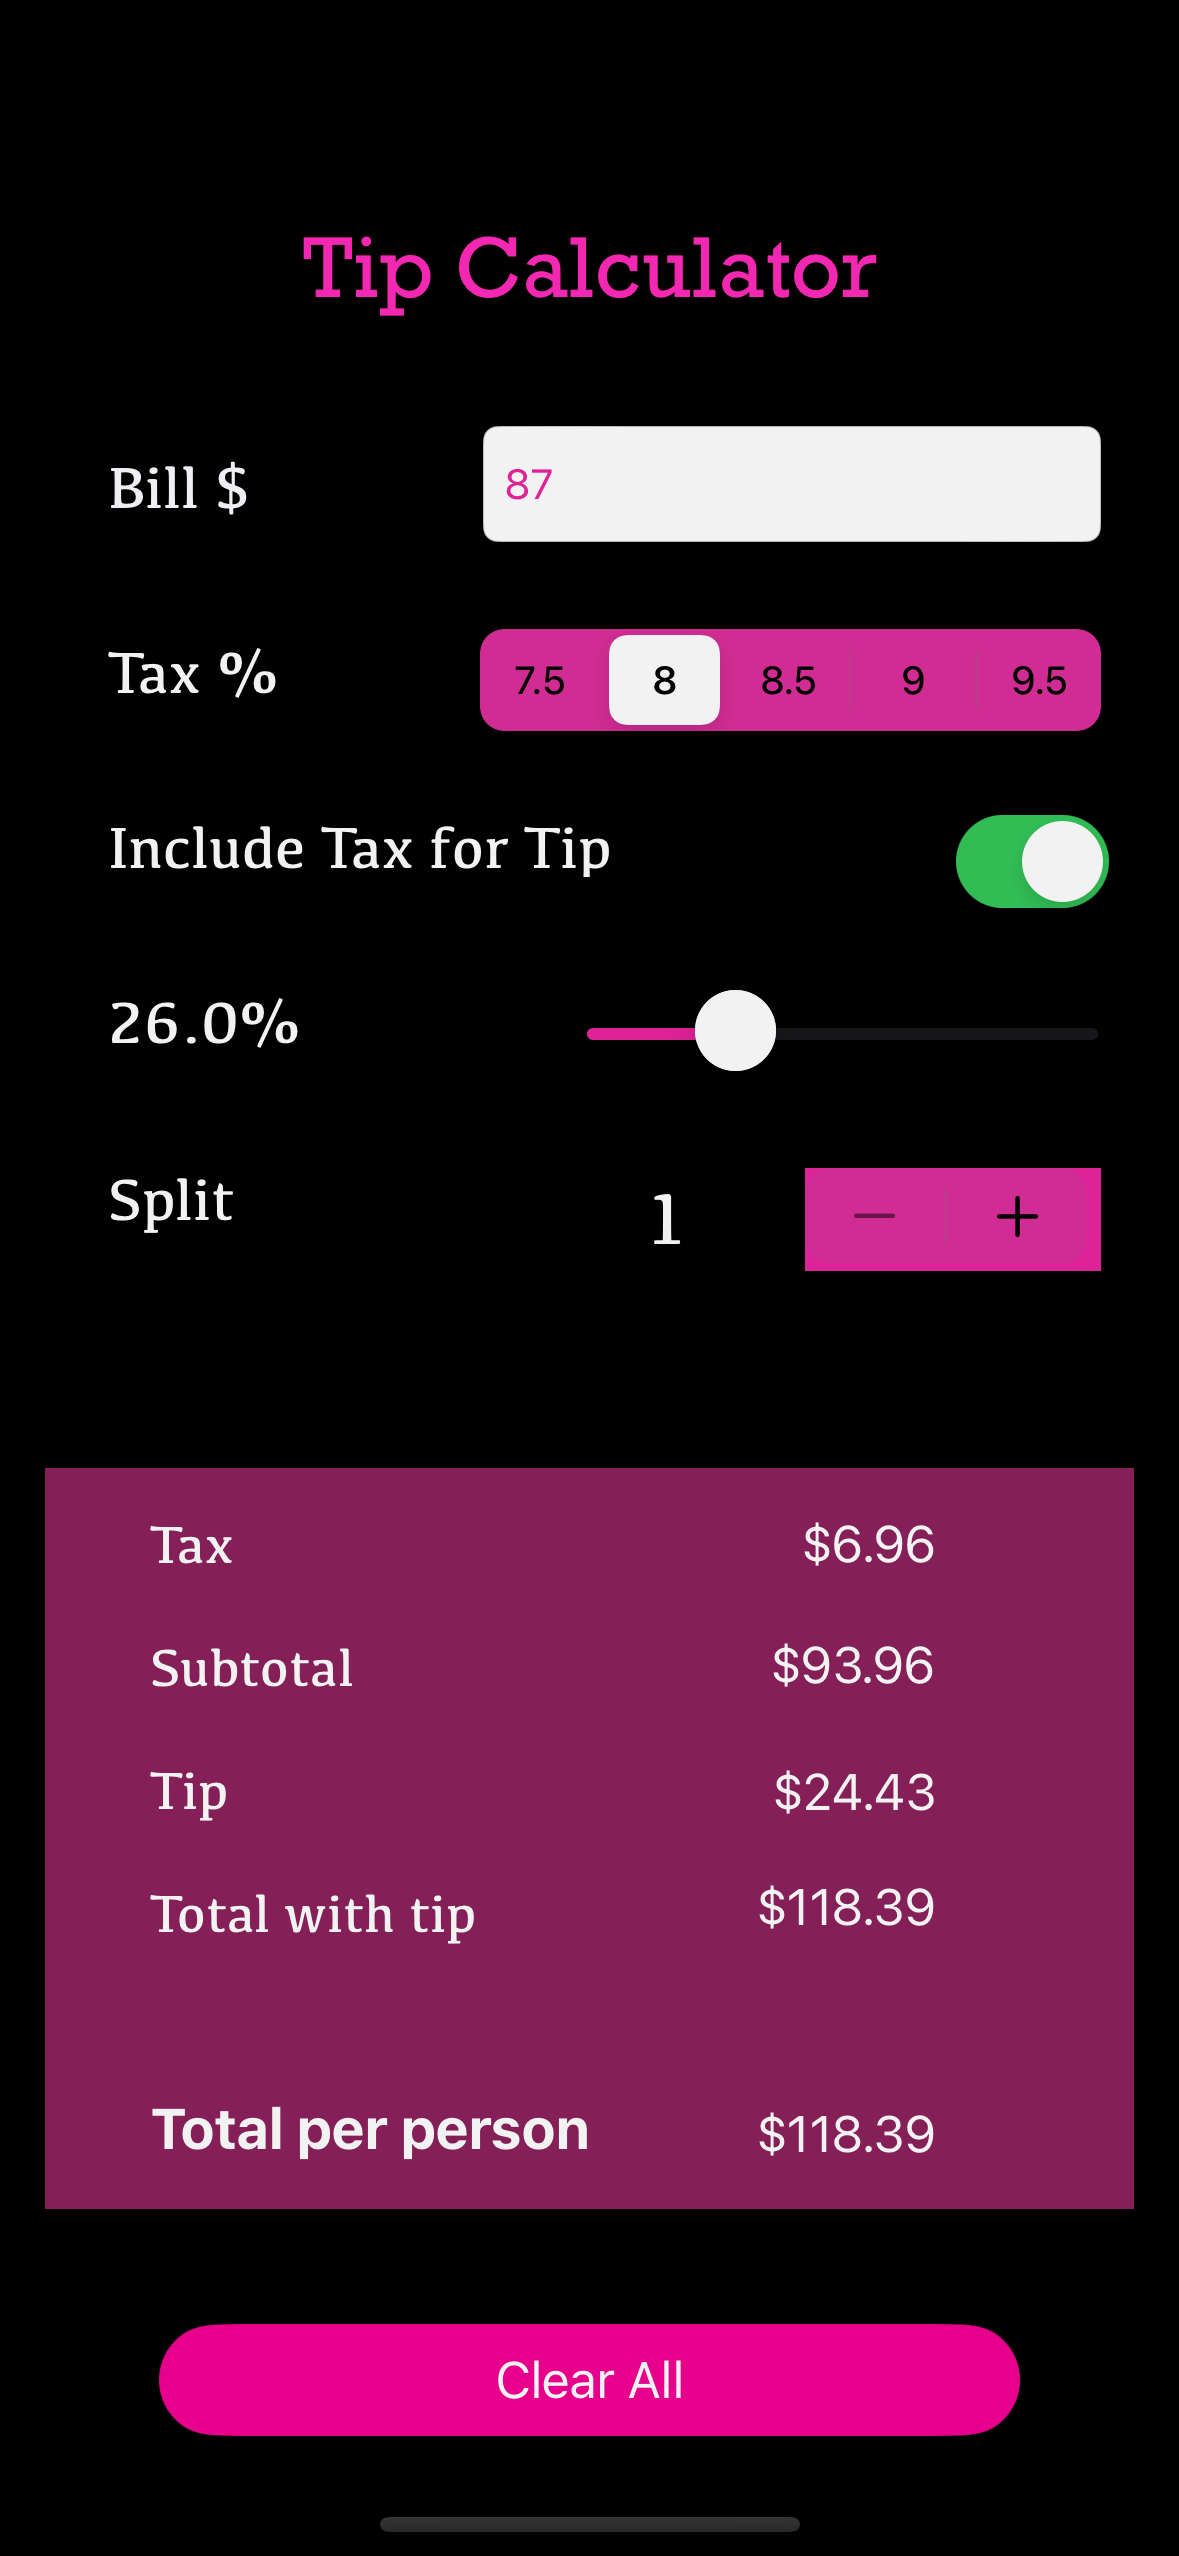 Tip Calculator
Bill $ 87
Tax % 7.5 8 8.5 9 9.5
Include Tax for Tip
26.0%
Split 1 − +
Tax $6.96
Subtotal $93.96
Tip $24.43
Total with tip $118.39
Total per person $118.39
Clear All